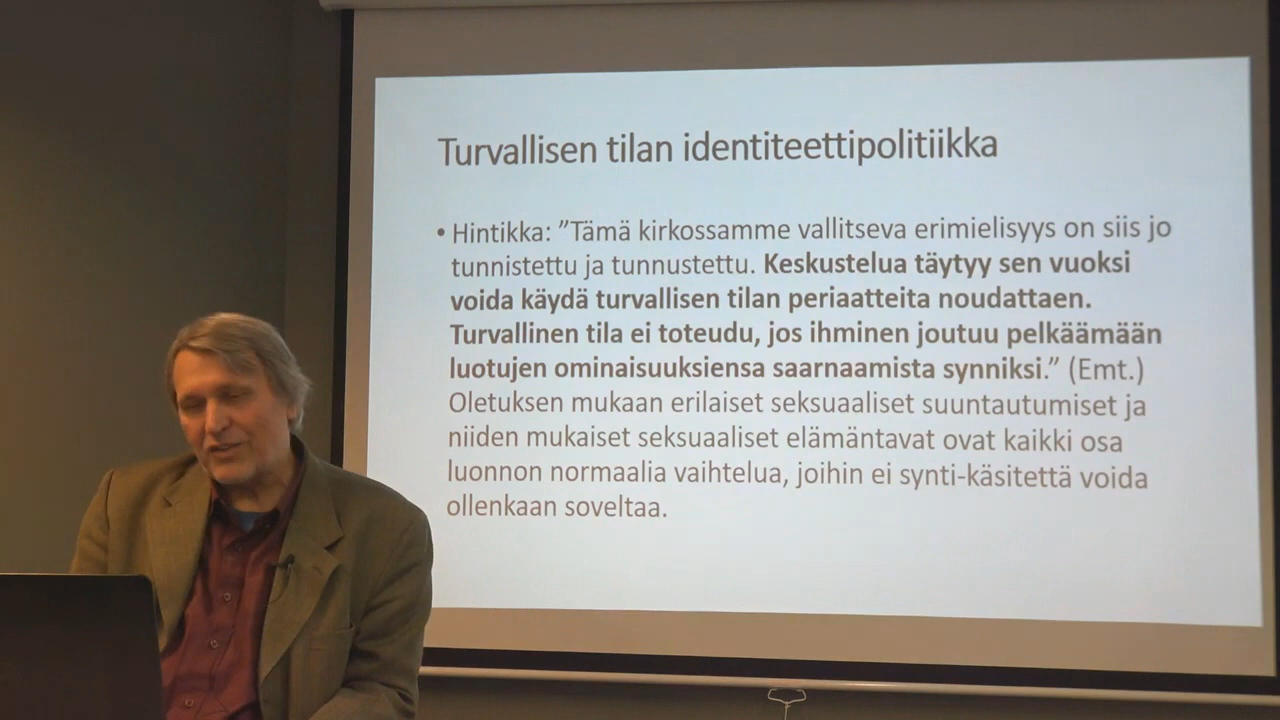 Turvallisen tilan identiteettipolitiikka
• Hintikka: ”Tämä kirkossamme vallitseva erimielisyys on siis jo
tunnistettu ja tunnustettu. Keskustelua täytyy sen vuoksi
voida käydä turvallisen tilan periaatteita noudattaen.
Turvallinen tila ei toteudu, jos ihminen joutuu pelkäämään
luotujen ominaisuuksiensa saarnaamista synniksi.” (Emt.)
Oletuksen mukaan erilaiset seksuaaliset suuntautumiset ja
niiden mukaiset seksuaaliset elämäntavat ovat kaikki osa
luonnon normaalia vaihtelua, joihin ei synti-käsitettä voida
ollenkaan soveltaa.